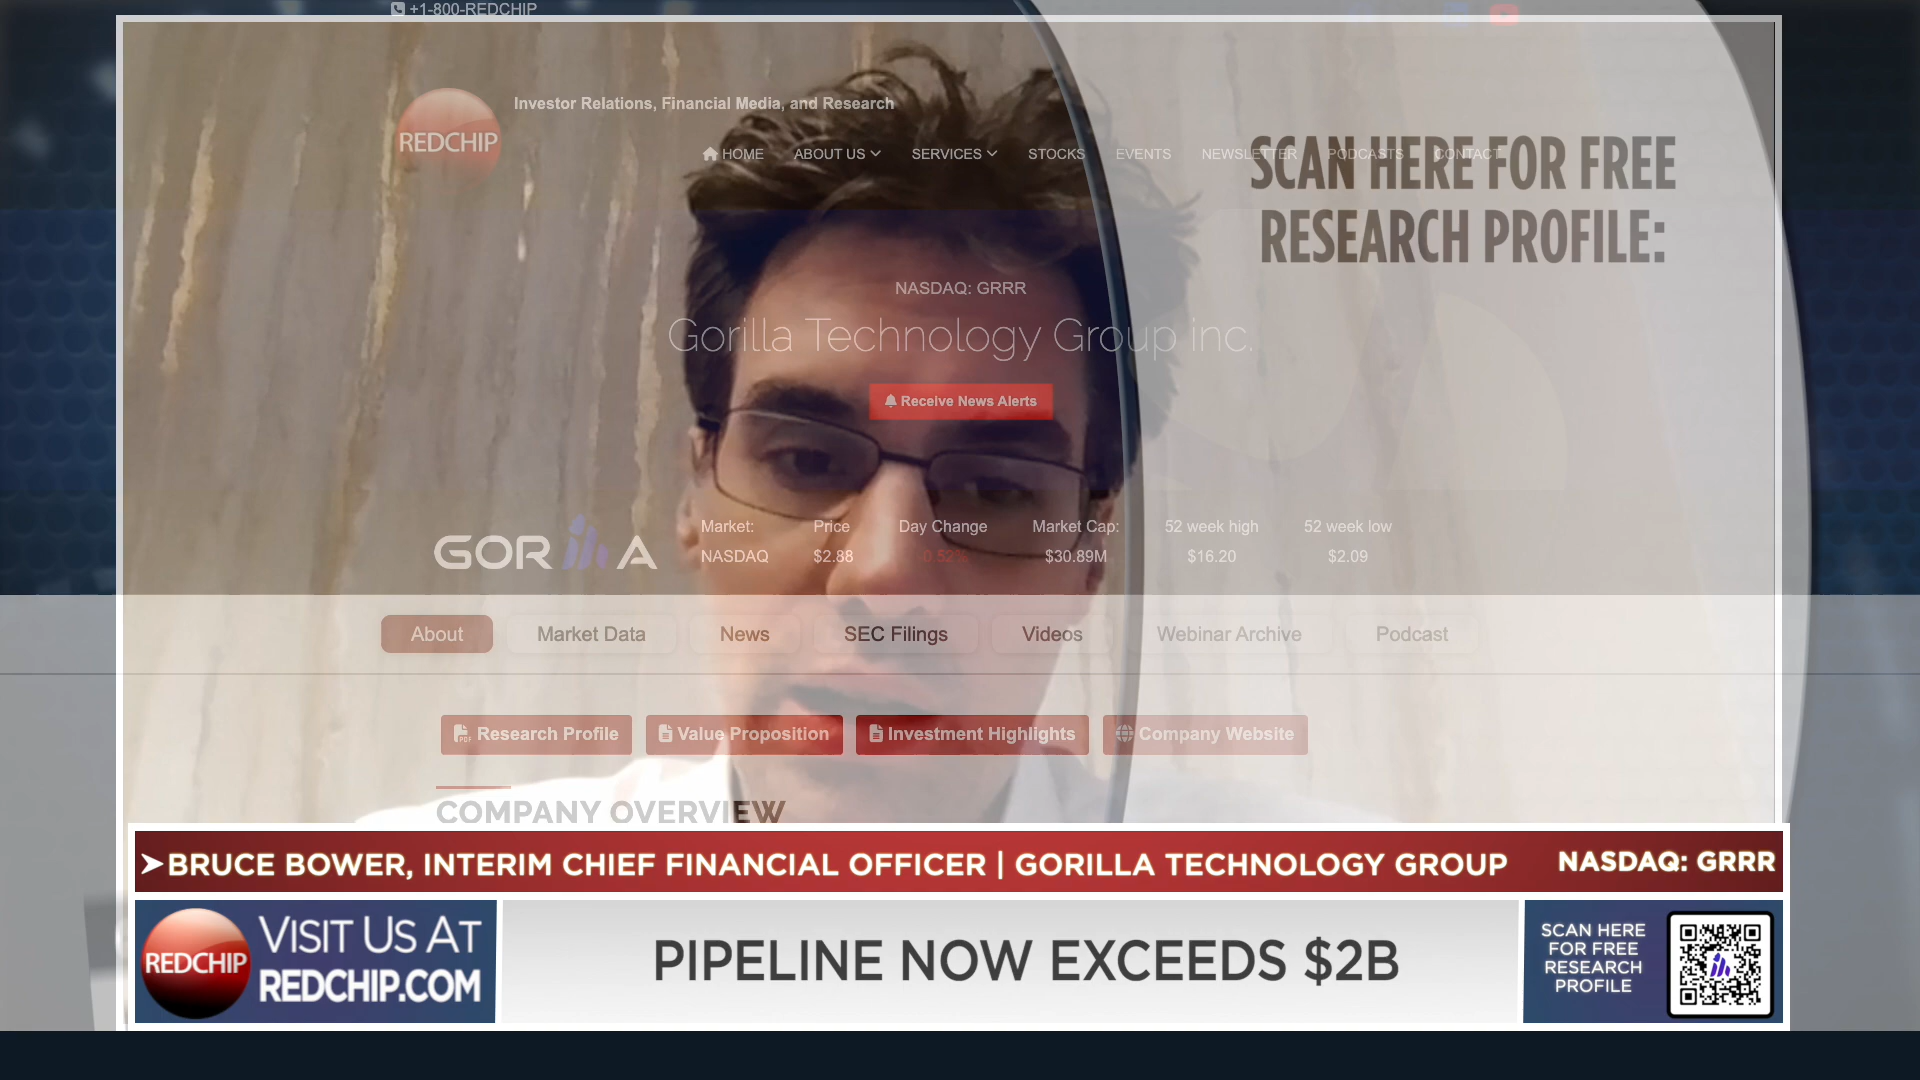 +1-800-REDCHIP
Investor Relations, Financial Media, and Research
REDCHIP
HOME ABOUT US SERVICES STOCKS EVENTS NEWSLETTER PODCASTS CONTACT
SCAN HERE FOR FREE
RESEARCH PROFILE:
NASDAQ: GRRR
Gorilla Technology Group inc.
Receive News Alerts
GORILLA
Market: Price Day Change Market Cap: 52 week high 52 week low
NASDAQ $2.88 -0.52% $30.89M $16.20 $2.09
About Market Data News SEC Filings Videos Webinar Archive Podcast
Research Profile Value Proposition Investment Highlights Company Website
COMPANY OVERVIEW
BRUCE BOWER, INTERIM CHIEF FINANCIAL OFFICER | GORILLA TECHNOLOGY GROUP NASDAQ: GRRR
REDCHIP
VISIT US AT
REDCHIP.COM
PIPELINE NOW EXCEEDS $2B
SCAN HERE
FOR FREE
RESEARCH
PROFILE